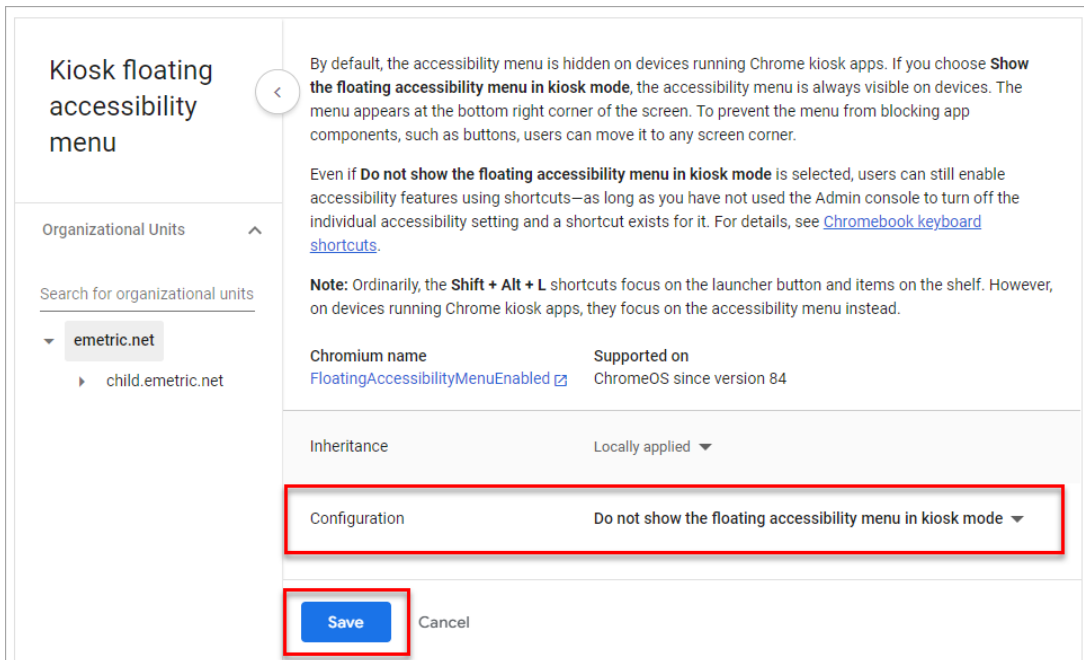 Kiosk floating
accessibility
menu
Organizational Units
Search for organizational units
emetric.net
child.emetric.net
By default, the accessibility menu is hidden on devices running Chrome kiosk apps. If you choose Show
the floating accessibility menu in kiosk mode, the accessibility menu is always visible on devices. The
menu appears at the bottom right corner of the screen. To prevent the menu from blocking app
components, such as buttons, users can move it to any screen corner.
Even if Do not show the floating accessibility menu in kiosk mode is selected, users can still enable
accessibility features using shortcuts—as long as you have not used the Admin console to turn off the
individual accessibility setting and a shortcut exists for it. For details, see Chromebook keyboard
shortcuts.
Note: Ordinarily, the Shift + Alt + L shortcuts focus on the launcher button and items on the shelf. However,
on devices running Chrome kiosk apps, they focus on the accessibility menu instead.
Chromium name
FloatingAccessibilityMenuEnabled
Supported on
ChromeOS since version 84
Inheritance
Locally applied
Configuration
Do not show the floating accessibility menu in kiosk mode
Save
Cancel